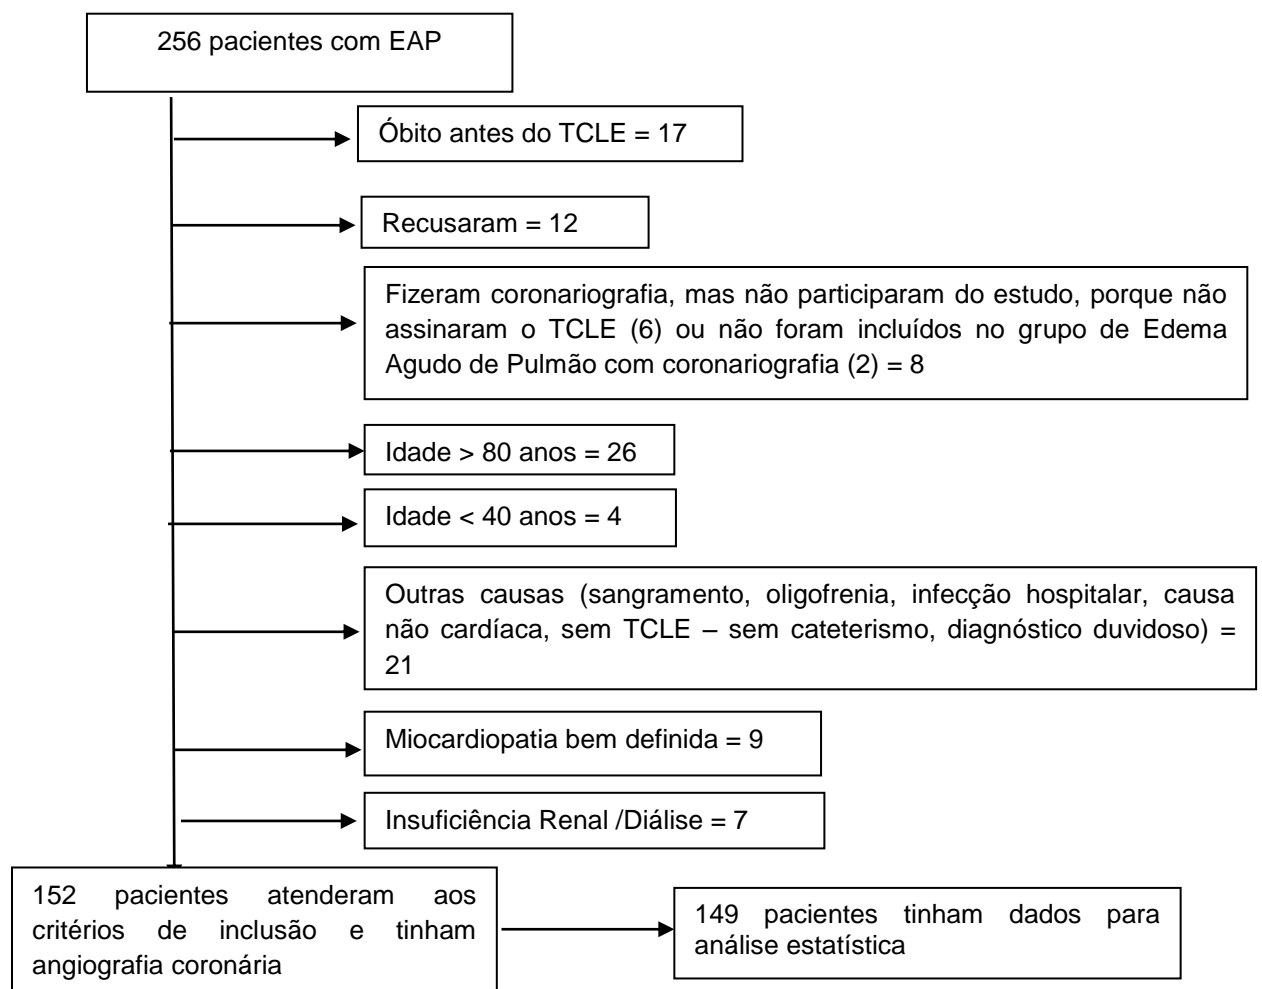 256 pacientes com EAP
Óbito antes do TCLE = 17
Recusaram = 12
Fizeram coronariografia, mas não participaram do estudo, porque não
assinaram o TCLE (6) ou não foram incluídos no grupo de Edema
Agudo de Pulmão com coronariografia (2) = 8
Idade > 80 anos = 26
Idade < 40 anos = 4
Outras causas (sangramento, oligofrenia, infecção hospitalar, causa
não cardíaca, sem TCLE – sem cateterismo, diagnóstico duvidoso) =
21
Miocardiopatia bem definida = 9
Insuficiência Renal /Diálise = 7
152 pacientes atenderam aos
critérios de inclusão e tinham
angiografia coronária
149 pacientes tinham dados para
análise estatística